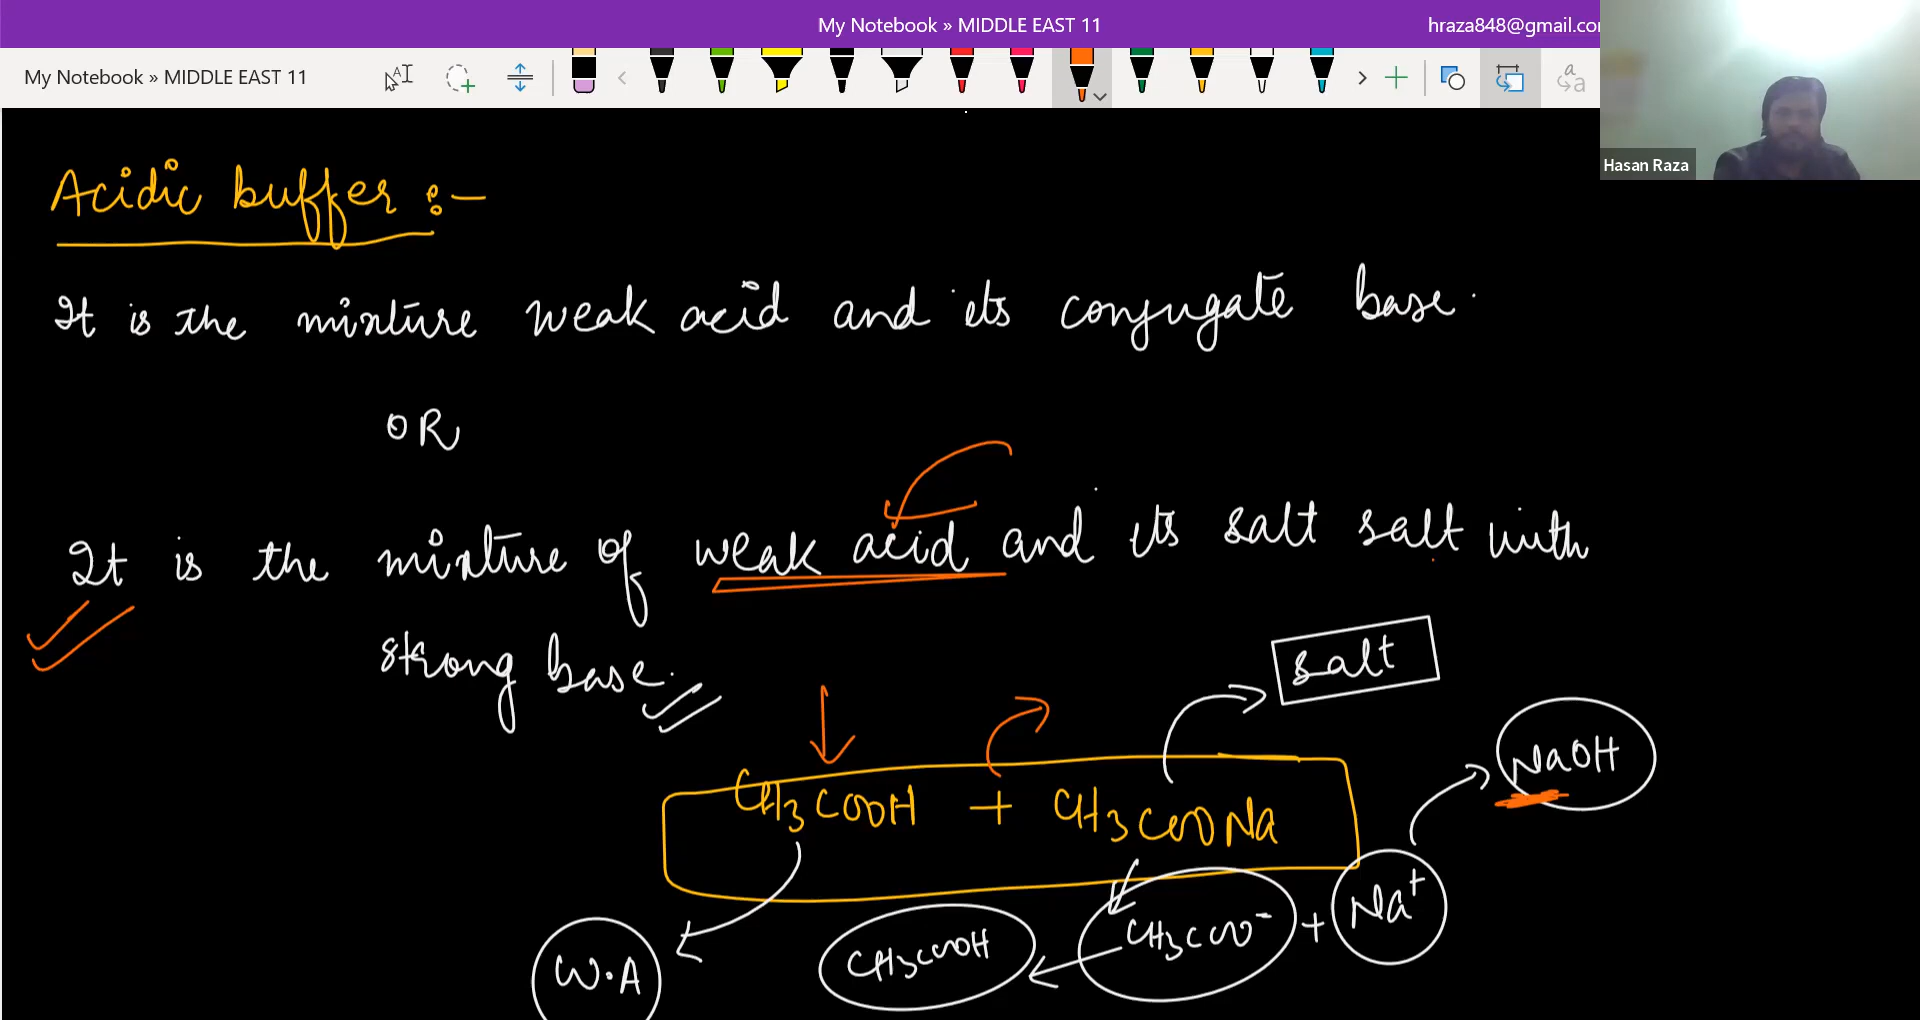 My Notebook » MIDDLE EAST 11
hraza848@gmail.co
My Notebook » MIDDLE EAST 11
Hasan Raza
Acidic buffer :-
It is the mixture weak acid and its conjugate base.
OR
It is the mixture of weak acid and its salt salt with
strong base.
salt
NaOH
CH3COOH + CH3COONa
W.A
CH3COOH
CH3COO- + Na+